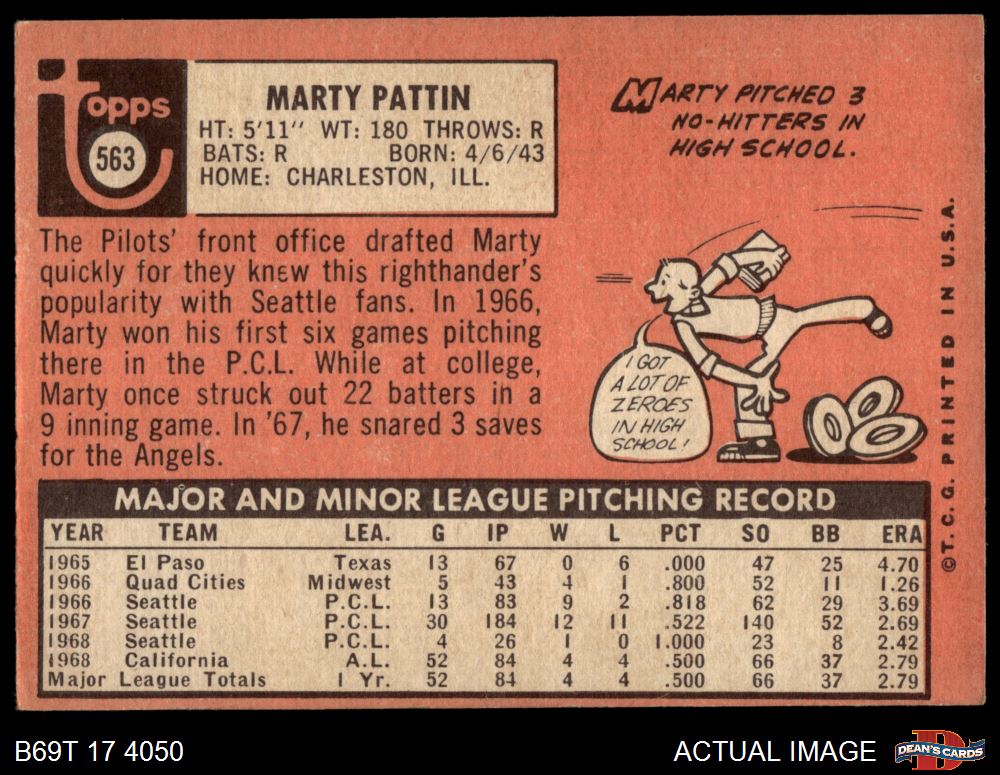 Topps
563
MARTY PATTIN
HT: 5'11" WT: 180 THROWS: R
BATS: R BORN: 4/6/43
HOME: CHARLESTON, ILL.
MARTY PITCHED 3
NO-HITTERS IN
HIGH SCHOOL.
The Pilots' front office drafted Marty
quickly for they knew this righthander's
popularity with Seattle fans. In 1966,
Marty won his first six games pitching
there in the P.C.L. While at college,
Marty once struck out 22 batters in a
9 inning game. In '67, he snared 3 saves
for the Angels.
I GOT
A LOT OF
ZEROES
IN HIGH
SCHOOL!
©T. C. G. PRINTED IN U.S.A.
MAJOR AND MINOR LEAGUE PITCHING RECORD
YEAR TEAM LEA. G IP W L PCT SO BB ERA
1965 El Paso Texas 13 67 0 6 .000 47 25 4.70
1966 Quad Cities Midwest 5 43 4 1 .800 52 11 1.26
1966 Seattle P.C.L. 13 83 9 2 .818 62 29 3.69
1967 Seattle P.C.L. 30 184 12 11 .522 140 52 2.69
1968 Seattle P.C.L. 4 26 1 0 1.000 23 8 2.42
1968 California A.L. 52 84 4 4 .500 66 37 2.79
Major League Totals 1 Yr. 52 84 4 4 .500 66 37 2.79
B69T 17 4050
ACTUAL IMAGE
D
DEAN'S CARDS